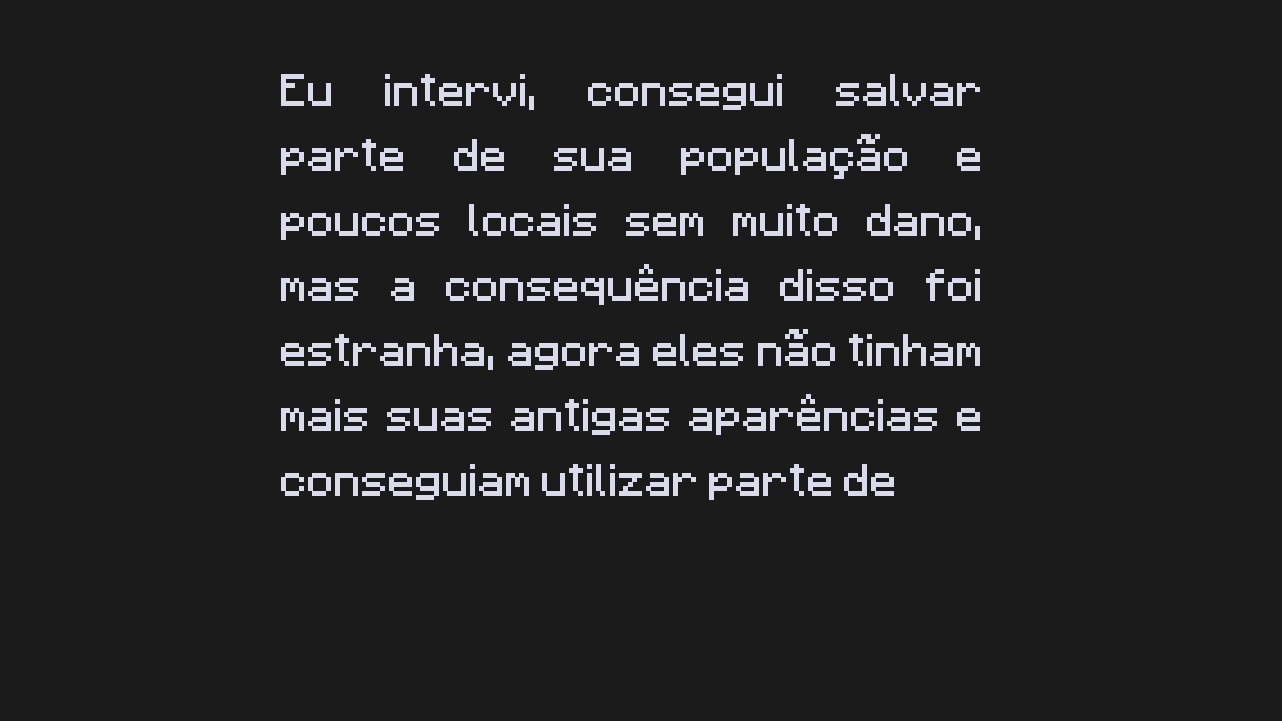 Eu intervi, consegui salvar
parte de sua população e
poucos locais sem muito dano,
mas a consequência disso foi
estranha, agora eles não tinham
mais suas antigas aparências e
conseguiam utilizar parte de